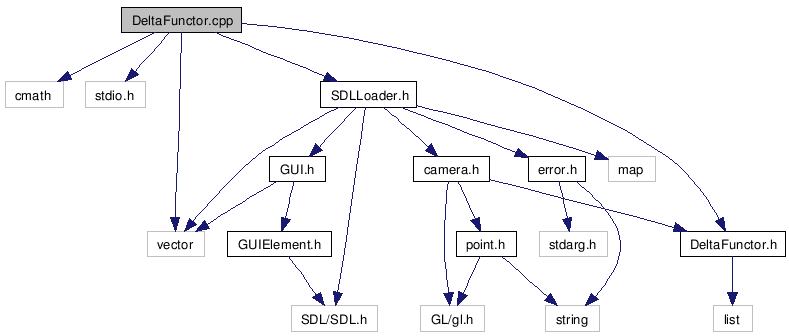 DeltaFunctor.cpp
cmath
stdio.h
SDLLoader.h
GUI.h
camera.h
error.h
map
vector
GUIElement.h
point.h
stdarg.h
DeltaFunctor.h
SDL/SDL.h
GL/gl.h
string
list